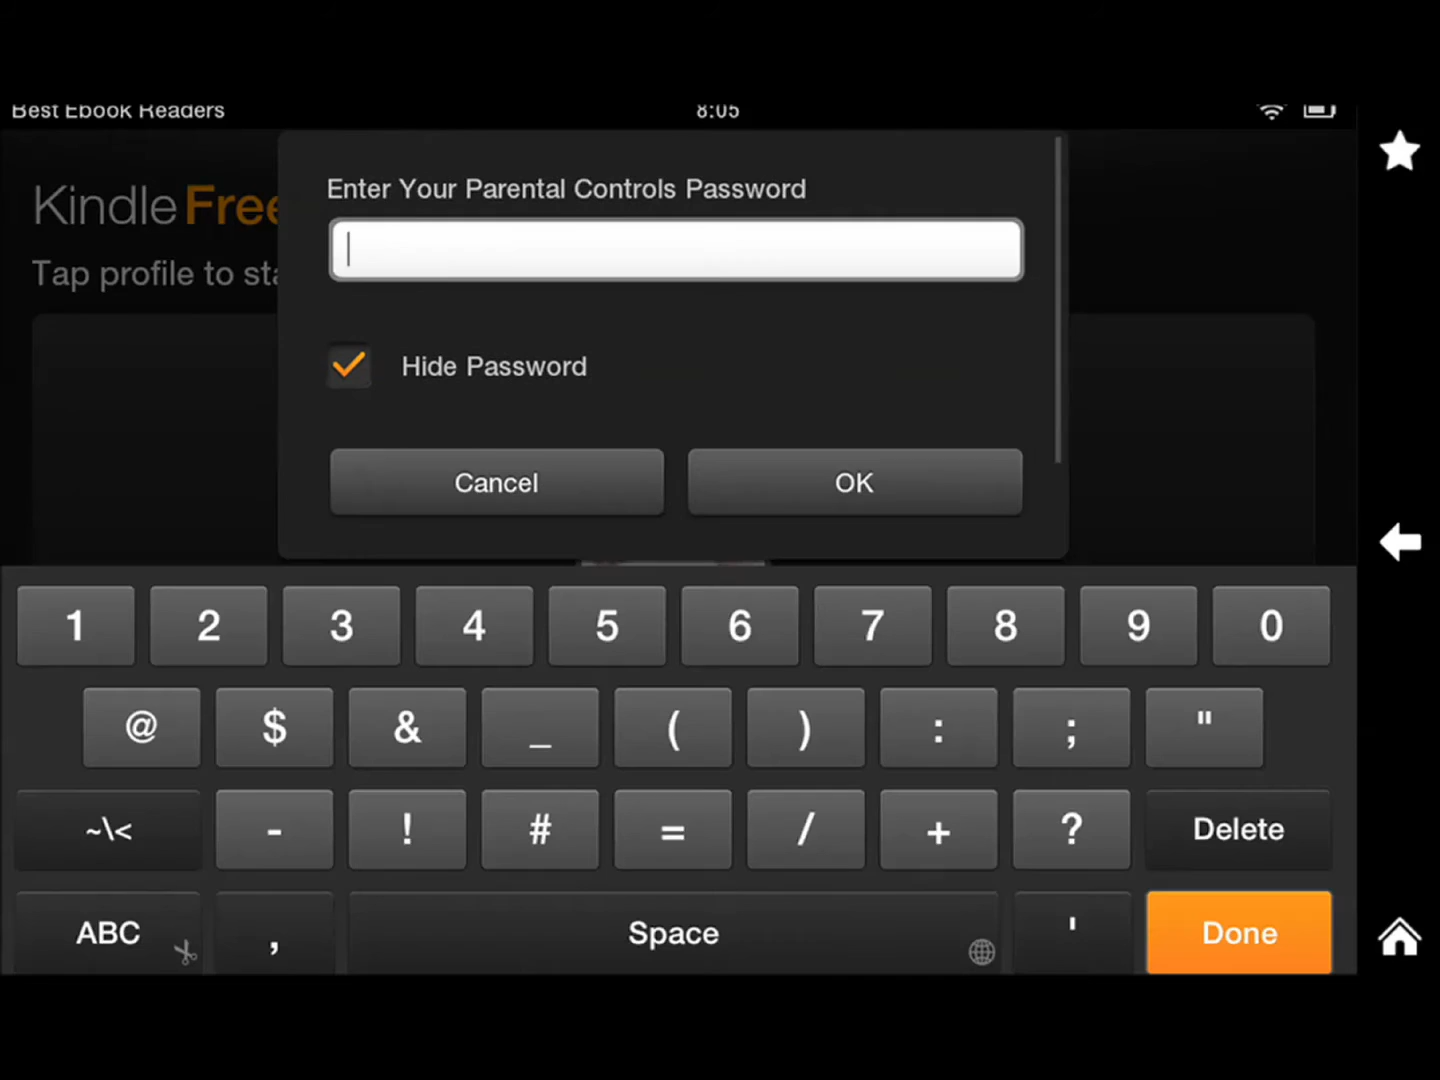 Best Ebook Readers 8:05
Enter Your Parental Controls Password
Kindle Free
Tap profile to sta
Hide Password
Cancel OK
1 2 3 4 5 6 7 8 9 0
@ $ & _ ( ) : ; "
~\< - ! # = / + ? Delete
ABC , Space ' Done